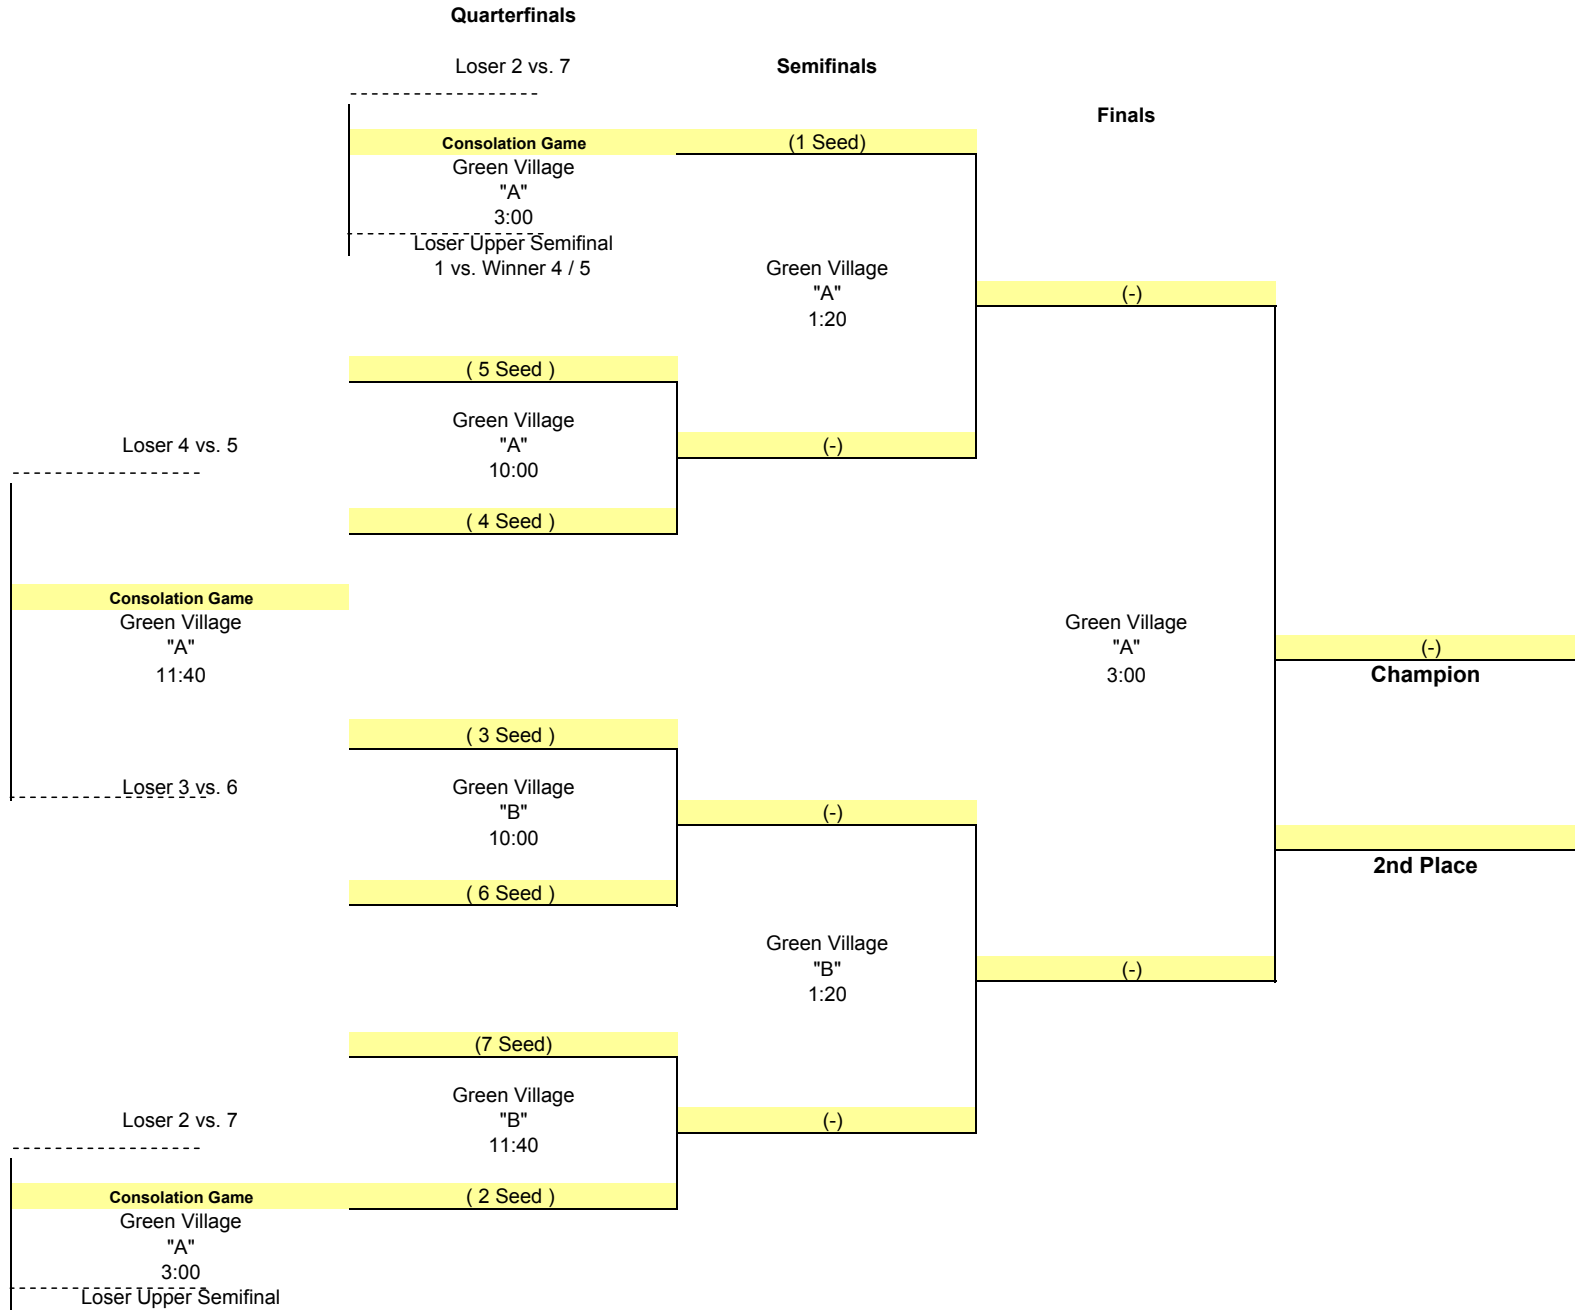 Quarterfinals
Loser 2 vs. 7
Semifinals
Finals
Consolation Game
(1 Seed)
Green Village
"A"
3:00
Loser Upper Semifinal
1 vs. Winner 4 / 5
Green Village
"A"
1:20
(-)
( 5 Seed )
Green Village
"A"
10:00
Loser 4 vs. 5
(-)
( 4 Seed )
Consolation Game
Green Village
"A"
11:40
Green Village
"A"
3:00
(-)
Champion
( 3 Seed )
Loser 3 vs. 6
Green Village
"B"
10:00
(-)
2nd Place
( 6 Seed )
Green Village
"B"
1:20
(-)
(7 Seed)
Green Village
"B"
11:40
Loser 2 vs. 7
(-)
Consolation Game
( 2 Seed )
Green Village
"A"
3:00
Loser Upper Semifinal